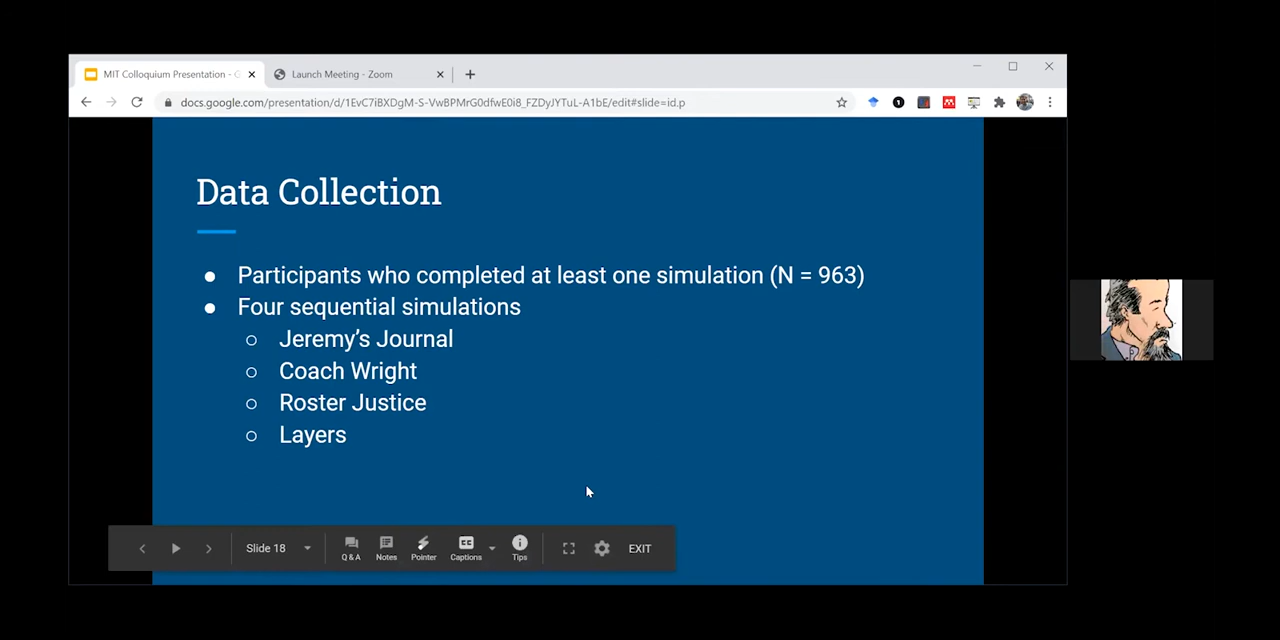 MIT Colloquium Presentation - G
Launch Meeting - Zoom
docs.google.com/presentation/d/1EvC7iBXDgM-S-VwBPMrG0dfwE0i8_FZDyJYTuL-A1bE/edit#slide=id.p
Data Collection
● Participants who completed at least one simulation (N = 963)
● Four sequential simulations
○ Jeremy's Journal
○ Coach Wright
○ Roster Justice
○ Layers
Slide 18
Q & A
Notes
Pointer
CC
Captions
Tips
EXIT